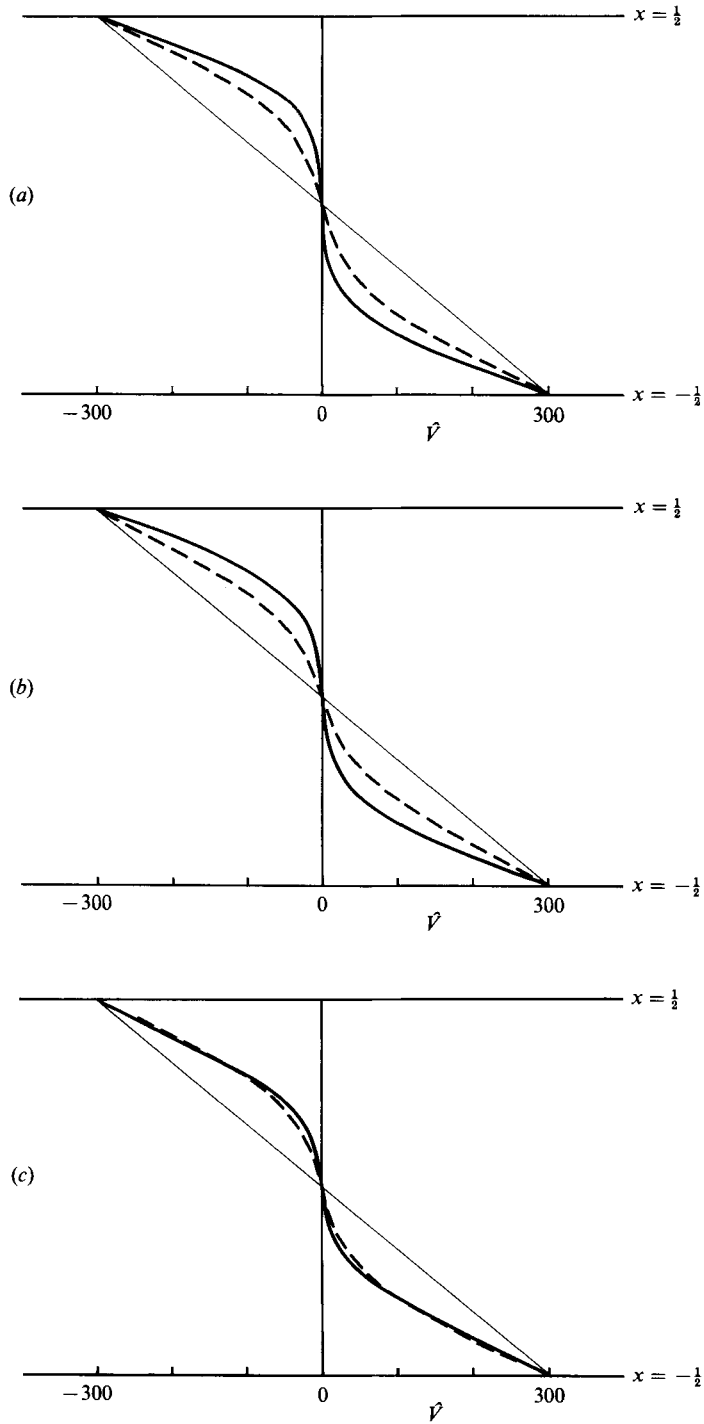 x = ½
(a)
x = −½
−300 0 300
V̂
x = ½
(b)
x = −½
−300 0 300
V̂
x = ½
(c)
x = −½
−300 0 300
V̂